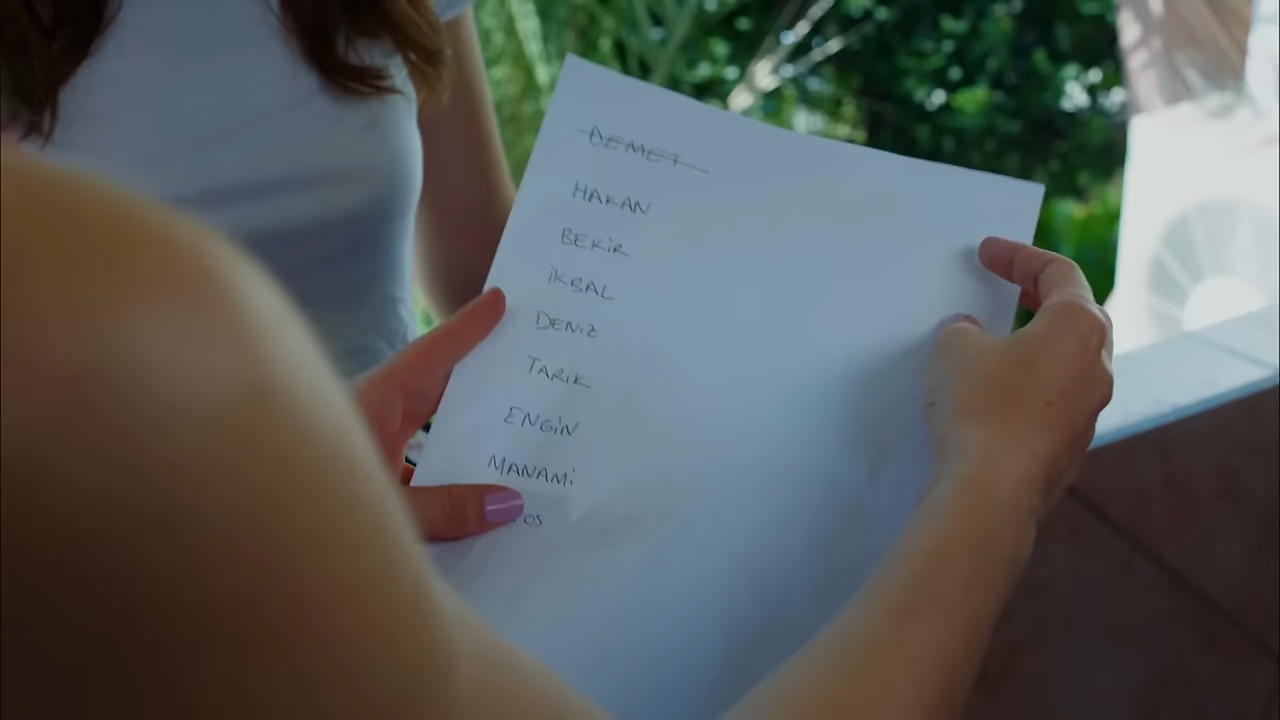 DEMET
HAKAN
BEKİR
İKBAL
DENİZ
TARIK
ENGİN
MANAMİ